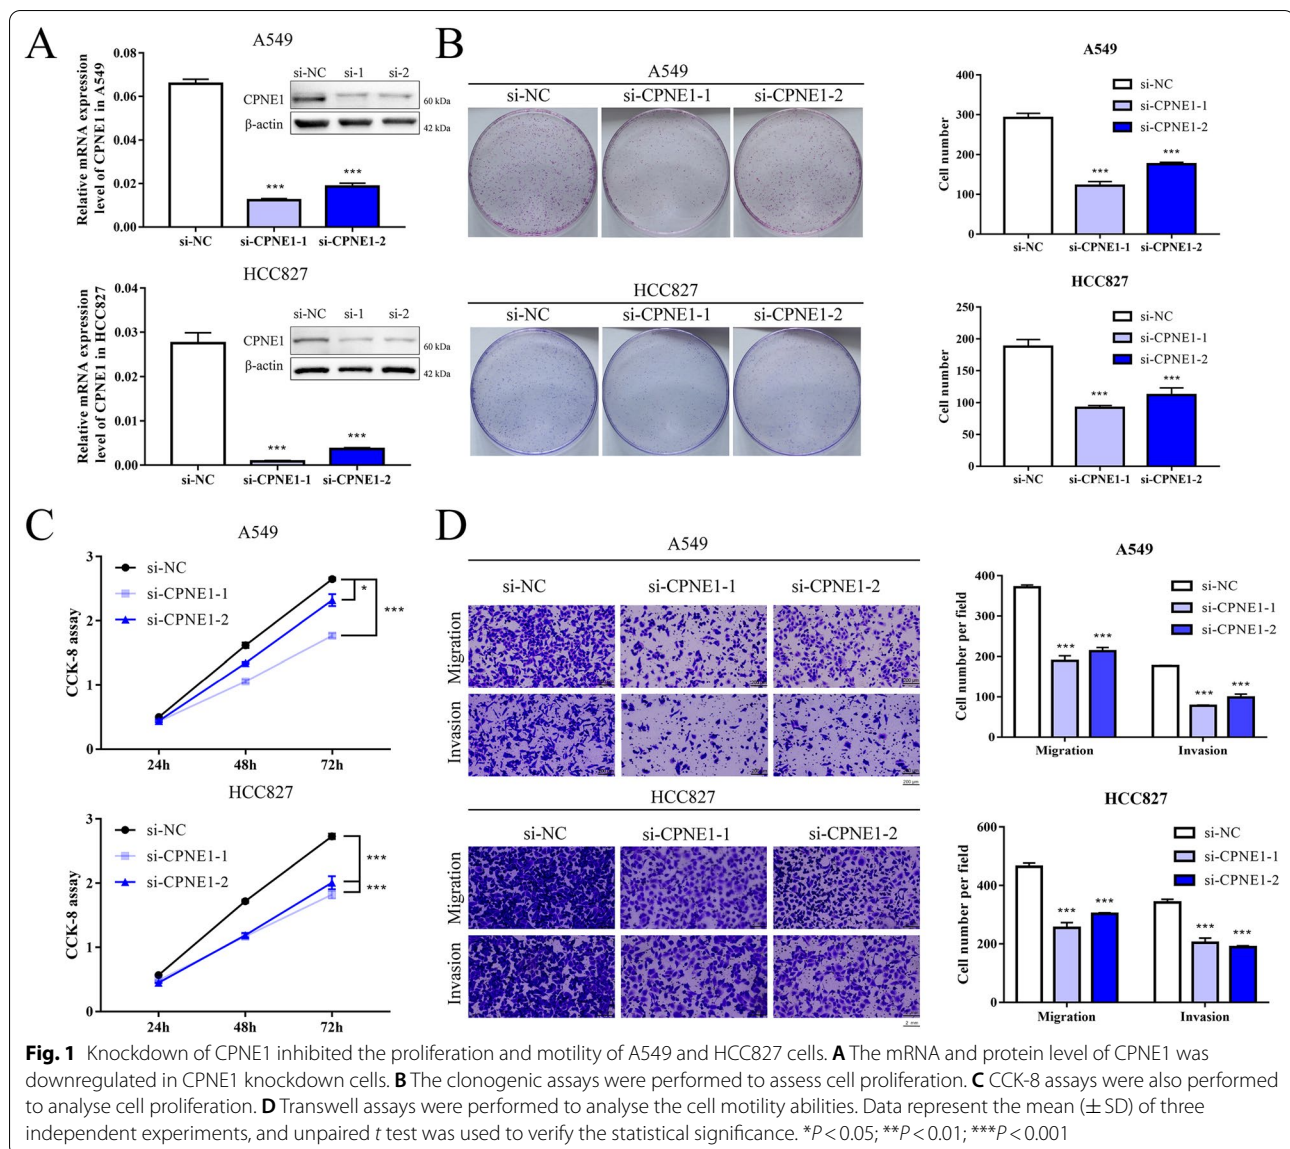 A
A549
Relative mRNA expression
level of CPNE1 in A549
0.08
0.06
0.04
0.02
0.00
si-NC si-CPNE1-1 si-CPNE1-2
*** ***
si-NC si-1 si-2
CPNE1 60 kDa
β-actin 42 kDa
HCC827
Relative mRNA expression
level of CPNE1 in HCC827
0.04
0.03
0.02
0.01
0.00
si-NC si-CPNE1-1 si-CPNE1-2
*** ***
si-NC si-1 si-2
CPNE1 60 kDa
β-actin 42 kDa
B
A549
si-NC si-CPNE1-1 si-CPNE1-2
HCC827
si-NC si-CPNE1-1 si-CPNE1-2
A549
Cell number
400
300
200
100
0
si-NC
si-CPNE1-1
si-CPNE1-2
*** ***
si-NC si-CPNE1-1 si-CPNE1-2
HCC827
Cell number
250
200
150
100
50
0
si-NC
si-CPNE1-1
si-CPNE1-2
*** ***
si-NC si-CPNE1-1 si-CPNE1-2
C
A549
CCK-8 assay
3
2
1
0
si-NC
si-CPNE1-1
si-CPNE1-2
*
***
24h 48h 72h
HCC827
CCK-8 assay
3
2
1
0
si-NC
si-CPNE1-1
si-CPNE1-2
***
***
24h 48h 72h
D
A549
si-NC si-CPNE1-1 si-CPNE1-2
Migration
Invasion
200 μm
HCC827
si-NC si-CPNE1-1 si-CPNE1-2
Migration
Invasion
2 mm
A549
Cell number per field
400
300
200
100
0
si-NC
si-CPNE1-1
si-CPNE1-2
*** *** *** ***
Migration Invasion
HCC827
Cell number per field
600
400
200
0
si-NC
si-CPNE1-1
si-CPNE1-2
*** *** *** ***
Migration Invasion
Fig. 1 Knockdown of CPNE1 inhibited the proliferation and motility of A549 and HCC827 cells. A The mRNA and protein level of CPNE1 was
downregulated in CPNE1 knockdown cells. B The clonogenic assays were performed to assess cell proliferation. C CCK-8 assays were also performed
to analyse cell proliferation. D Transwell assays were performed to analyse the cell motility abilities. Data represent the mean (± SD) of three
independent experiments, and unpaired t test was used to verify the statistical significance. *P < 0.05; **P < 0.01; ***P < 0.001